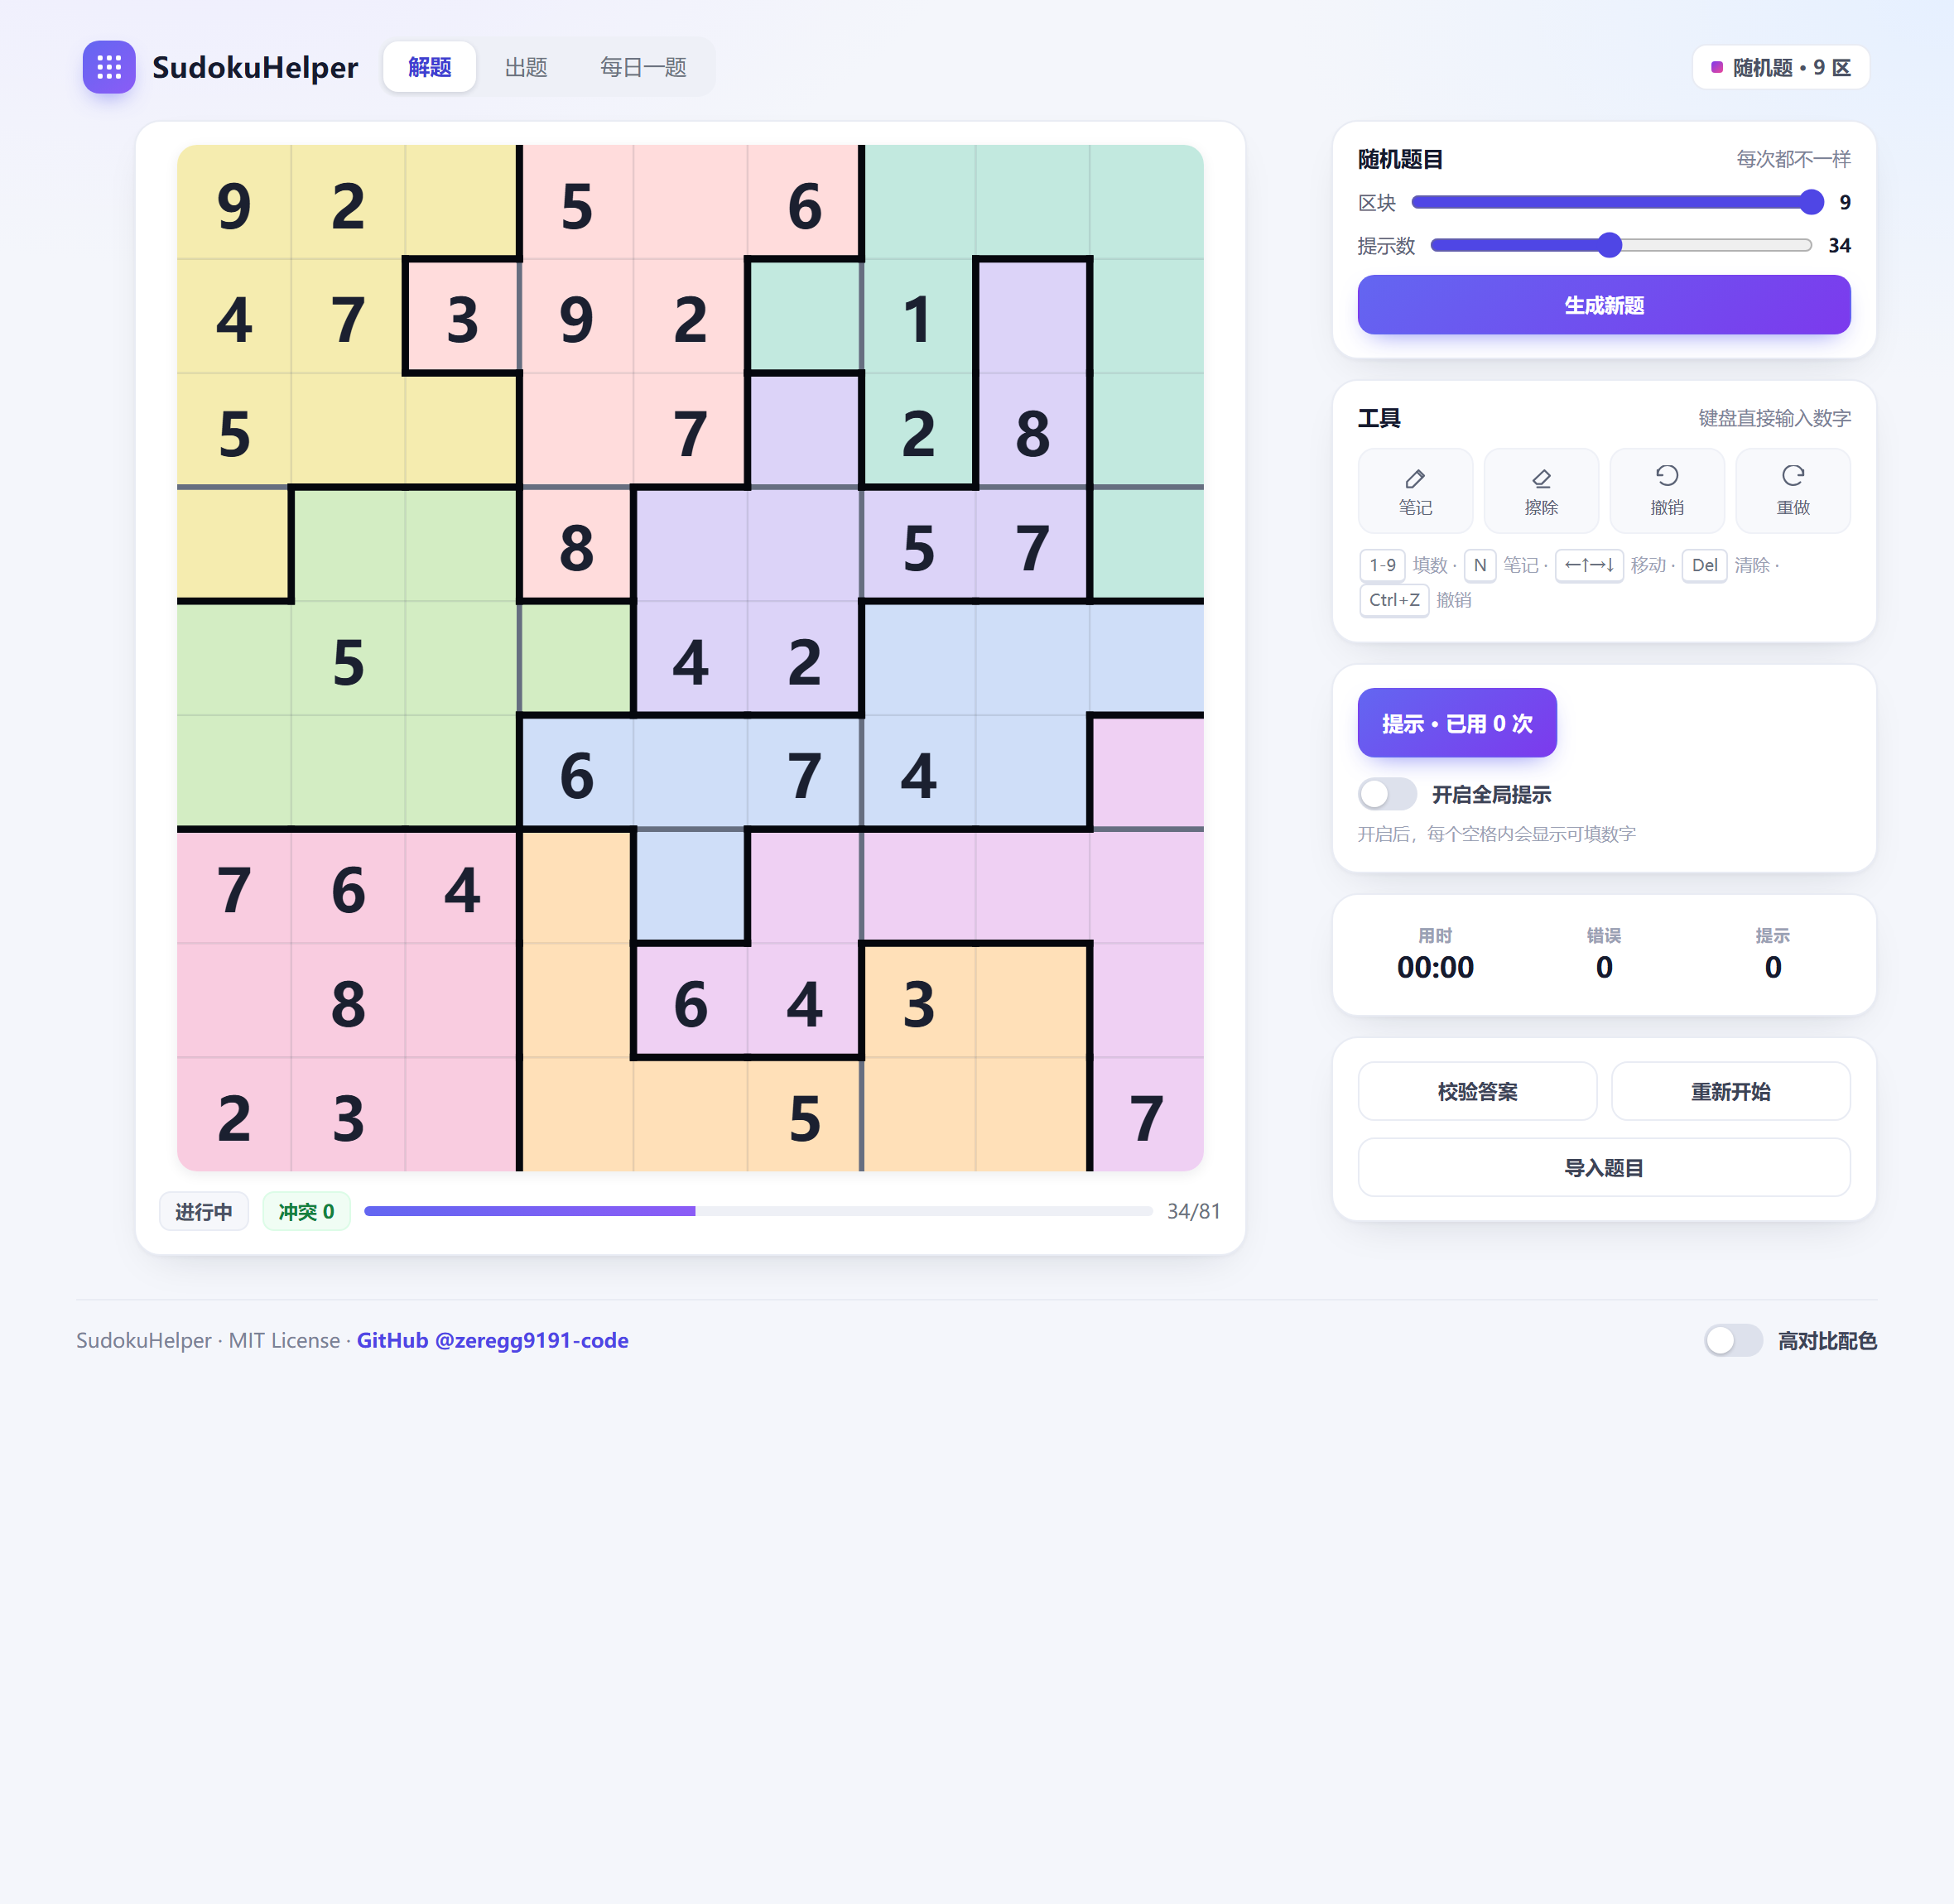 SudokuHelper 解题 出题 每日一题 随机题 • 9 区
9 2 5 6
4 7 3 9 2 1
5 7 2 8
8 5 7
5 4 2
6 7 4
7 6 4
8 6 4 3
2 3 5 7
进行中 冲突 0 34/81
随机题目 每次都不一样
区块 9
提示数 34
生成新题
工具 键盘直接输入数字
笔记 擦除 撤销 重做
1-9 填数 · N 笔记 · ←↑→↓ 移动 · Del 清除 ·
Ctrl+Z 撤销
提示 • 已用 0 次
开启全局提示
开启后，每个空格内会显示可填数字
用时 错误 提示
00:00 0 0
校验答案 重新开始
导入题目
SudokuHelper · MIT License · GitHub @zeregg9191-code 高对比配色